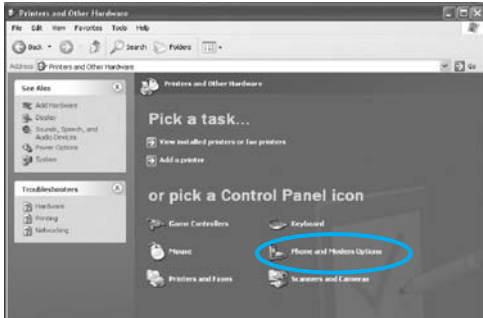 Printers and Other Hardware
File Edit View Favorites Tools Help
Back Search Folders
Address Printers and Other Hardware Go
See Also
Add Hardware
Display
Sounds, Speech, and
Audio Devices
Power Options
System
Troubleshooters
Hardware
Printing
Networking
Printers and Other Hardware
Pick a task...
View installed printers or fax printers
Add a printer
or pick a Control Panel icon
Game Controllers Keyboard
Mouse Phone and Modem Options
Printers and Faxes Scanners and Cameras